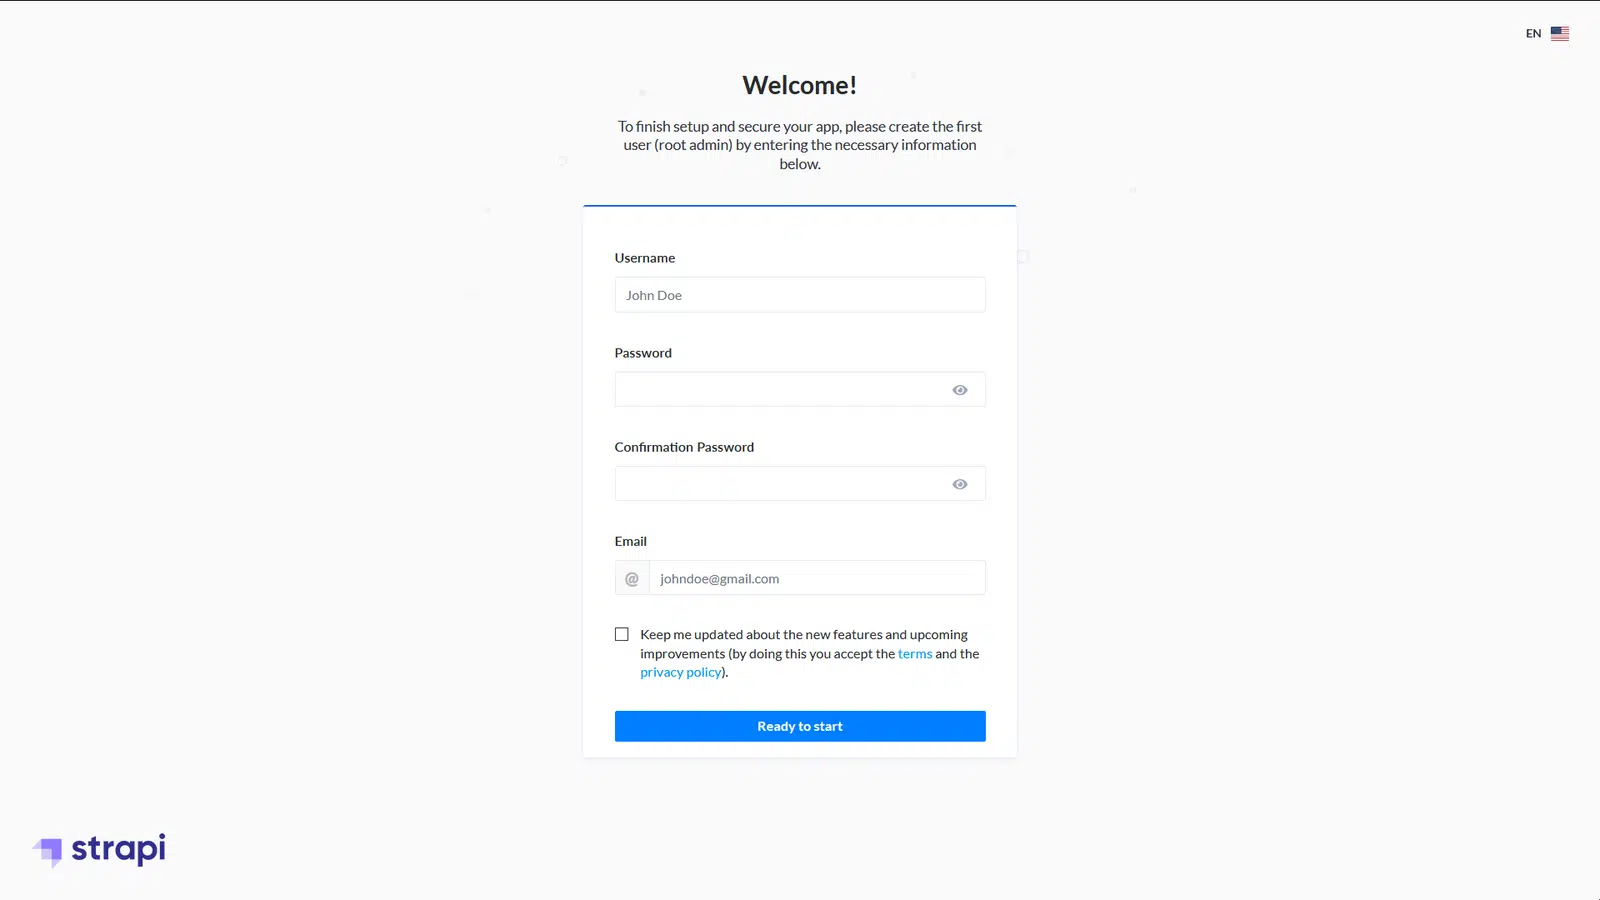 EN
Welcome!
To finish setup and secure your app, please create the first
user (root admin) by entering the necessary information
below.
Username
John Doe
Password
Confirmation Password
Email
@ johndoe@gmail.com
Keep me updated about the new features and upcoming
improvements (by doing this you accept the terms and the
privacy policy).
Ready to start
strapi